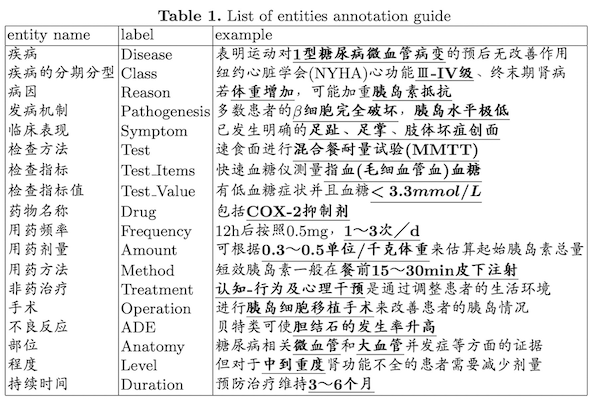 Table 1. List of entities annotation guide
entity name label example
疾病 Disease 表明运动对1型糖尿病微血管病变的预后无改善作用
疾病的分期分型 Class 纽约心脏学会(NYHA)心功能Ⅲ-Ⅳ级、终末期肾病
病因 Reason 若体重增加，可能加重胰岛素抵抗
发病机制 Pathogenesis 多数患者的β细胞完全破坏，胰岛水平极低
临床表现 Symptom 已发生明确的足趾、足掌、肢体坏疽创面
检查方法 Test 速食面进行混合餐耐量试验(MMTT)
检查指标 Test_Items 快速血糖仪测量指血(毛细血管血)血糖
检查指标值 Test_Value 有低血糖症状并且血糖< 3.3mmol/L
药物名称 Drug 包括COX-2抑制剂
用药频率 Frequency 12h后按照0.5mg，1～3次／d
用药剂量 Amount 可根据0.3～0.5单位/千克体重来估算起始胰岛素总量
用药方法 Method 短效胰岛素一般在餐前15～30min皮下注射
非药治疗 Treatment 认知-行为及心理干预是通过调整患者的生活环境
手术 Operation 进行胰岛细胞移植手术来改善患者的胰岛情况
不良反应 ADE 贝特类可使胆结石的发生率升高
部位 Anatomy 糖尿病相关微血管和大血管并发症等方面的证据
程度 Level 但对于中到重度肾功能不全的患者需要减少剂量
持续时间 Duration 预防治疗维持3～6个月